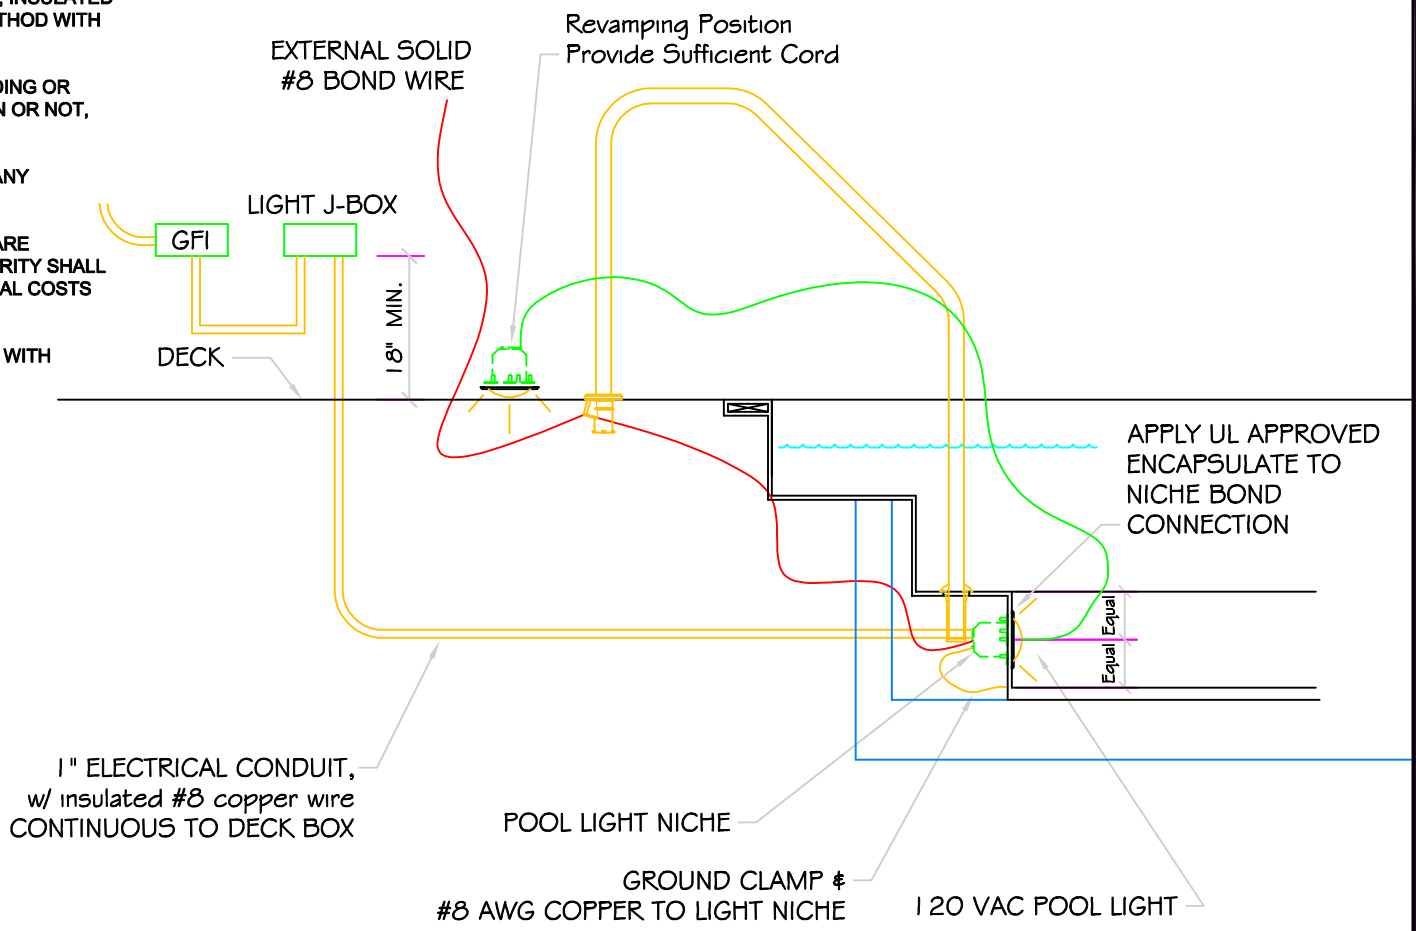 , INSULATED
THOD WITH
DING OR
N OR NOT,
ANY
ARE
RITY SHALL
AL COSTS
WITH
Revamping Position
Provide Sufficient Cord
EXTERNAL SOLID
#8 BOND WIRE
LIGHT J-BOX
GFI
18" MIN.
DECK
APPLY UL APPROVED
ENCAPSULATE TO
NICHE BOND
CONNECTION
Equal
Equal
1" ELECTRICAL CONDUIT,
w/ insulated #8 copper wire
CONTINUOUS TO DECK BOX
POOL LIGHT NICHE
GROUND CLAMP &
#8 AWG COPPER TO LIGHT NICHE
120 VAC POOL LIGHT